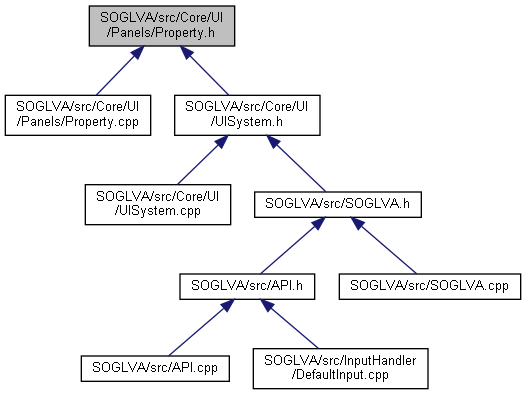 SOGLVA/src/Core/UI
/Panels/Property.h
SOGLVA/src/Core/UI
/Panels/Property.cpp
SOGLVA/src/Core/UI
/UISystem.h
SOGLVA/src/Core/UI
/UISystem.cpp
SOGLVA/src/SOGLVA.h
SOGLVA/src/API.h
SOGLVA/src/SOGLVA.cpp
SOGLVA/src/API.cpp
SOGLVA/src/InputHandler
/DefaultInput.cpp